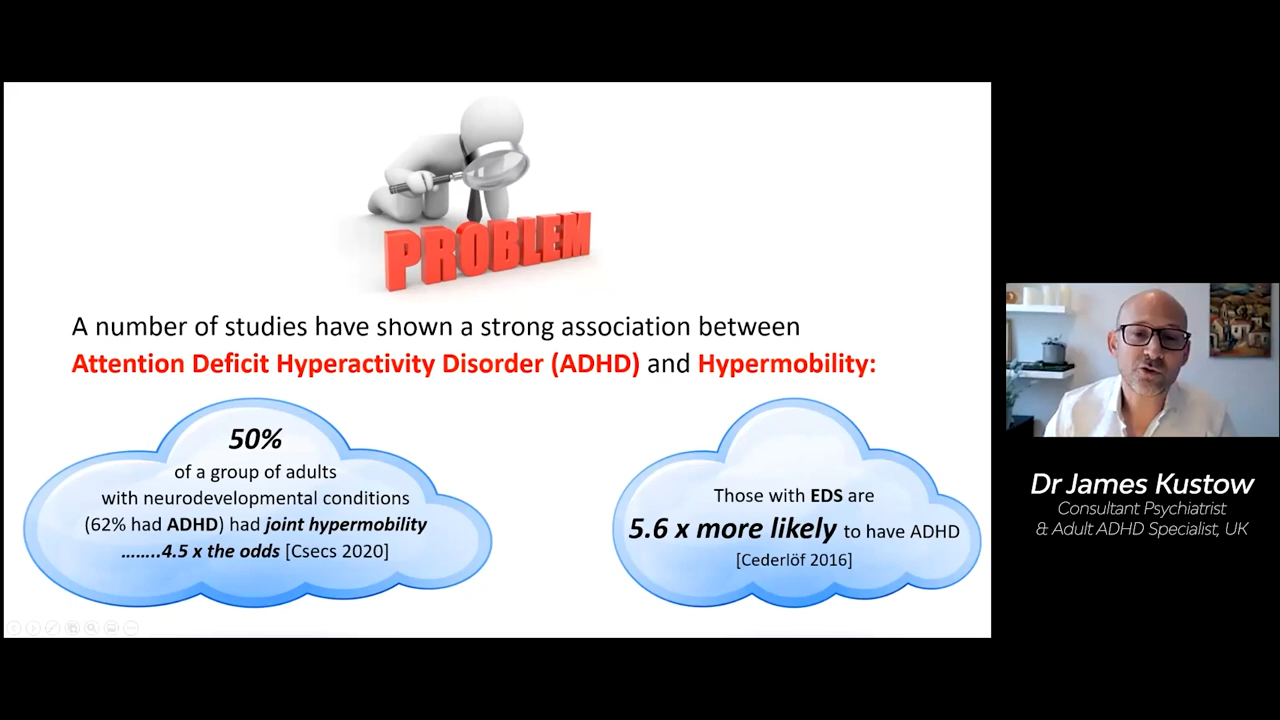 PROBLEM
A number of studies have shown a strong association between
Attention Deficit Hyperactivity Disorder (ADHD) and Hypermobility:
50%
of a group of adults
with neurodevelopmental conditions
(62% had ADHD) had joint hypermobility
........4.5 x the odds [Csecs 2020]
Those with EDS are
5.6 x more likely to have ADHD
[Cederlöf 2016]
Dr James Kustow
Consultant Psychiatrist
& Adult ADHD Specialist, UK